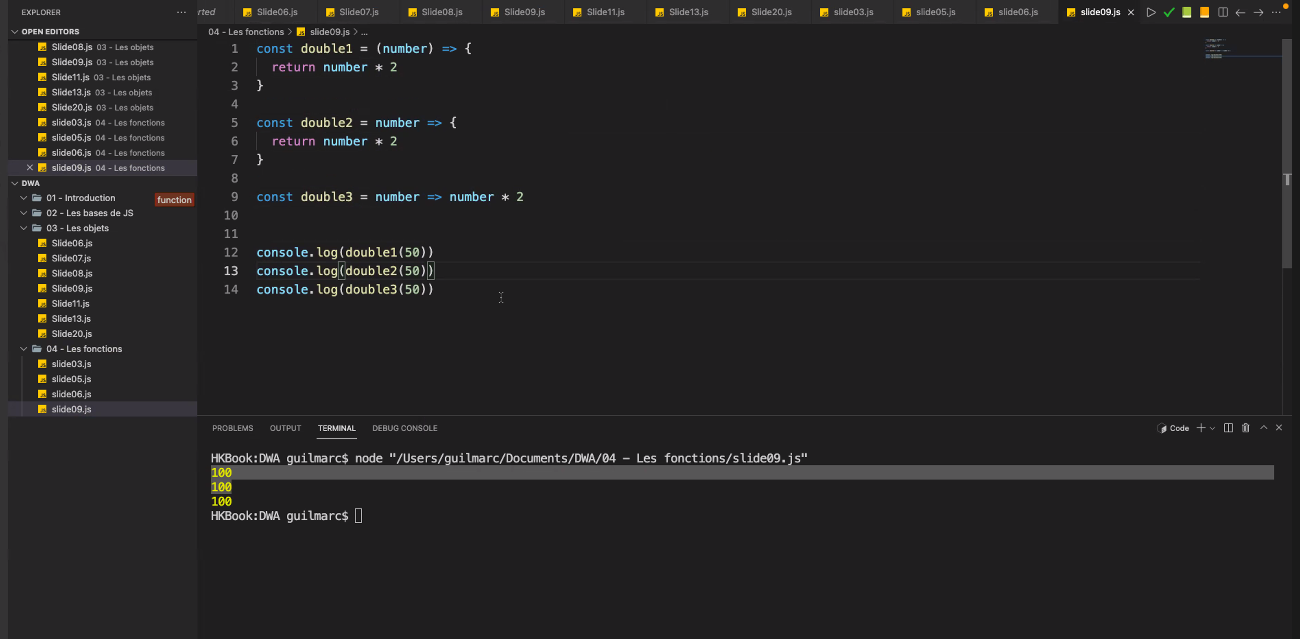 EXPLORER ···
OPEN EDITORS
Slide08.js 03 - Les objets
Slide09.js 03 - Les objets
Slide11.js 03 - Les objets
Slide13.js 03 - Les objets
Slide20.js 03 - Les objets
slide03.js 04 - Les fonctions
slide05.js 04 - Les fonctions
slide06.js 04 - Les fonctions
slide09.js 04 - Les fonctions
DWA
01 - Introduction
function
02 - Les bases de JS
03 - Les objets
Slide06.js
Slide07.js
Slide08.js
Slide09.js
Slide11.js
Slide13.js
Slide20.js
04 - Les fonctions
slide03.js
slide05.js
slide06.js
slide09.js
rted Slide06.js Slide07.js Slide08.js Slide09.js Slide11.js Slide13.js Slide20.js slide03.js slide05.js slide06.js slide09.js ···
04 - Les fonctions > slide09.js > ...
1 const double1 = (number) => {
2 return number * 2
3 }
4
5 const double2 = number => {
6 return number * 2
7 }
8
9 const double3 = number => number * 2
10
11
12 console.log(double1(50))
13 console.log(double2(50))
14 console.log(double3(50))
PROBLEMS OUTPUT TERMINAL DEBUG CONSOLE Code
HKBook:DWA guilmarc$ node "/Users/guilmarc/Documents/DWA/04 - Les fonctions/slide09.js"
100
100
100
HKBook:DWA guilmarc$